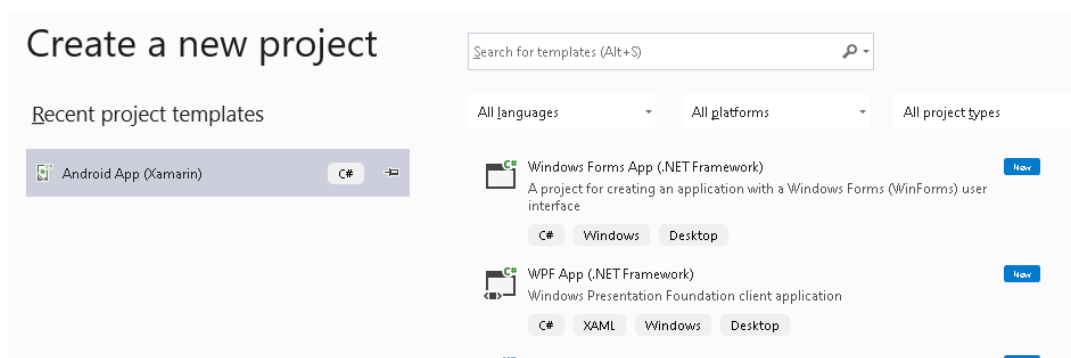 Create a new project
Search for templates (Alt+S)
Recent project templates
All languages
All platforms
All project types
Android App (Xamarin)
C#
C#
Windows Forms App (.NET Framework)
New
A project for creating an application with a Windows Forms (WinForms) user
interface
C#
Windows
Desktop
C#
WPF App (.NET Framework)
New
Windows Presentation Foundation client application
C#
XAML
Windows
Desktop